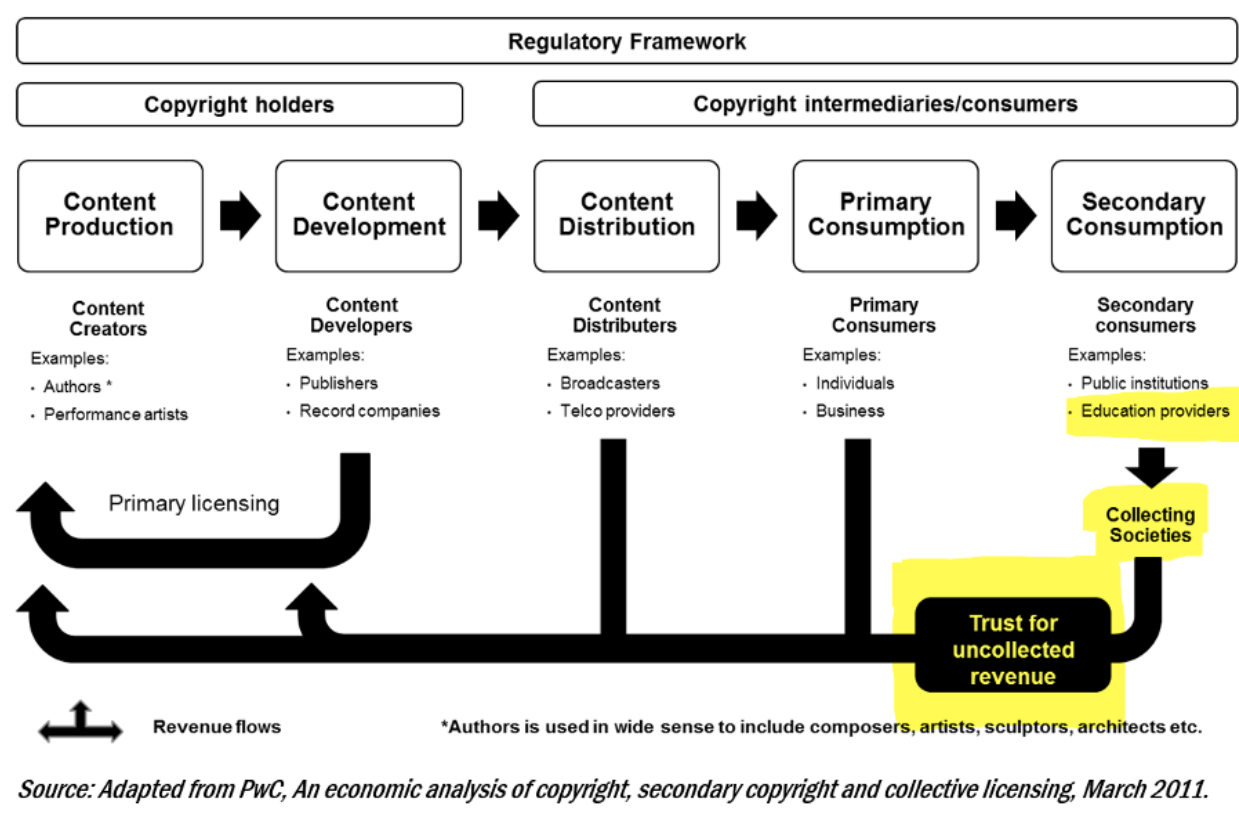 Regulatory Framework
Copyright holders
Copyright intermediaries/consumers
Content
Production
Content
Development
Content
Distribution
Primary
Consumption
Secondary
Consumption
Content
Creators
Examples:
· Authors *
· Performance artists
Content
Developers
Examples:
· Publishers
· Record companies
Content
Distributers
Examples:
· Broadcasters
· Telco providers
Primary
Consumers
Examples:
· Individuals
· Business
Secondary
consumers
Examples:
· Public institutions
· Education providers
Primary licensing
Collecting
Societies
Trust for
uncollected
revenue
Revenue flows
*Authors is used in wide sense to include composers, artists, sculptors, architects etc.
Source: Adapted from PwC, An economic analysis of copyright, secondary copyright and collective licensing, March 2011.